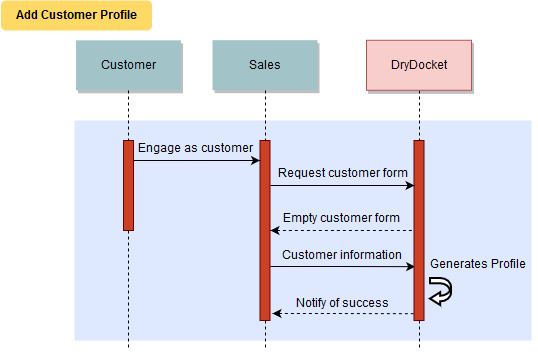 Add Customer Profile
Customer
Sales
DryDocket
Engage as customer
Request customer form
Empty customer form
Customer information
Generates Profile
Notify of success